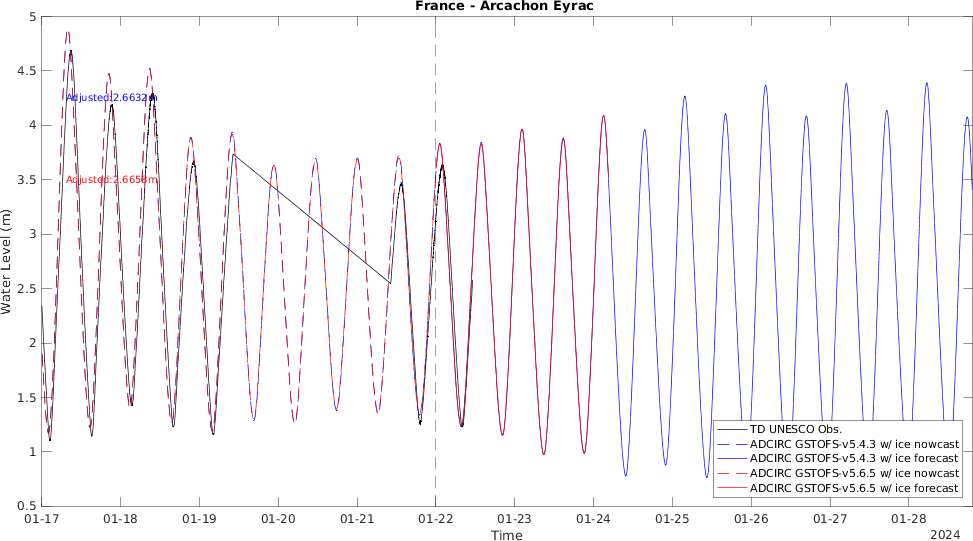 France - Arcachon Eyrac
5
4.5
4
3.5
3
2.5
2
1.5
1
0.5
Water Level (m)
Adjusted:2.6632m
Adjusted:2.6658m
TD UNESCO Obs.
ADCIRC GSTOFS-v5.4.3 w/ ice nowcast
ADCIRC GSTOFS-v5.4.3 w/ ice forecast
ADCIRC GSTOFS-v5.6.5 w/ ice nowcast
ADCIRC GSTOFS-v5.6.5 w/ ice forecast
01-17 01-18 01-19 01-20 01-21 01-22 01-23 01-24 01-25 01-26 01-27 01-28
Time
2024